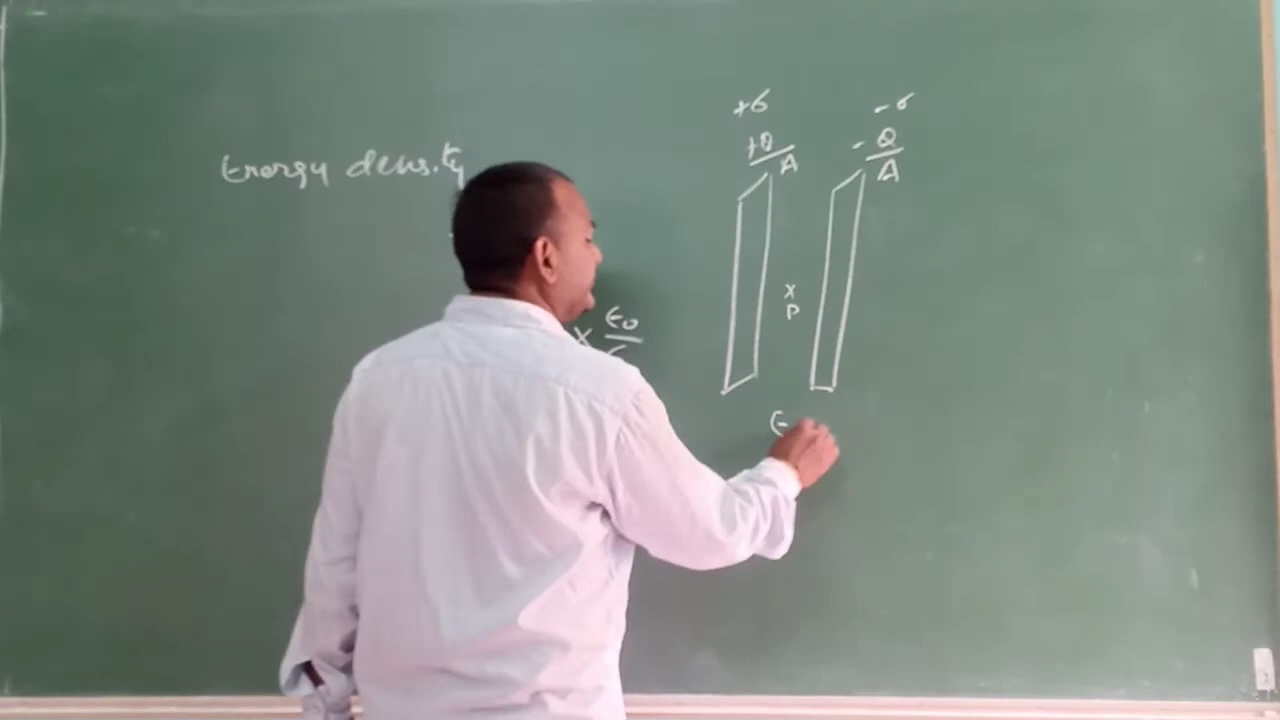 Energy density
+σ
+Q/A
-σ
-Q/A
x
P
x ε0
E